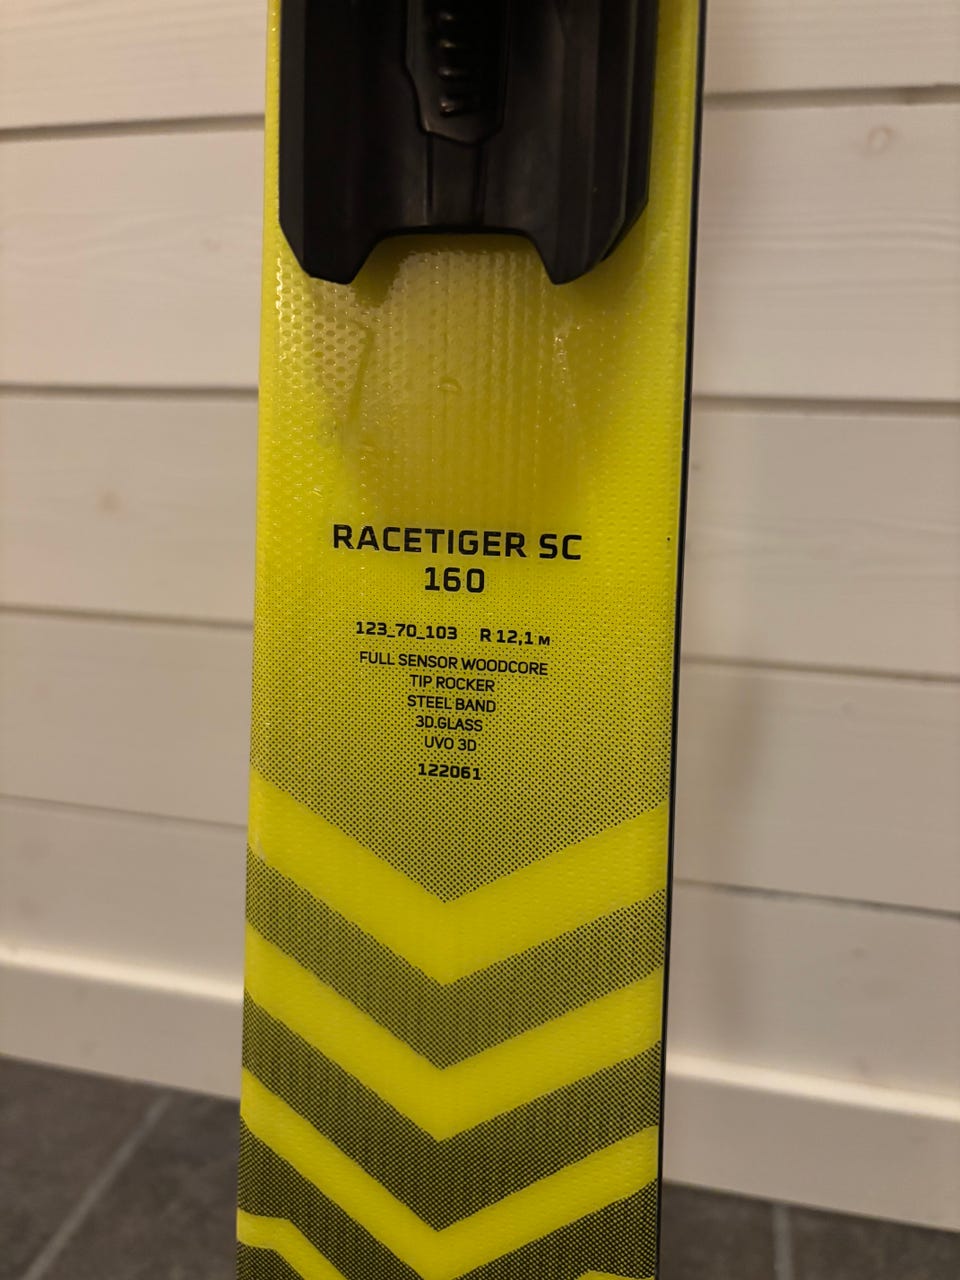 RACETIGER SC
160
123_70_103 R 12,1 M
FULL SENSOR WOODCORE
TIP ROCKER
STEEL BAND
3D.GLASS
UVO 3D
122061